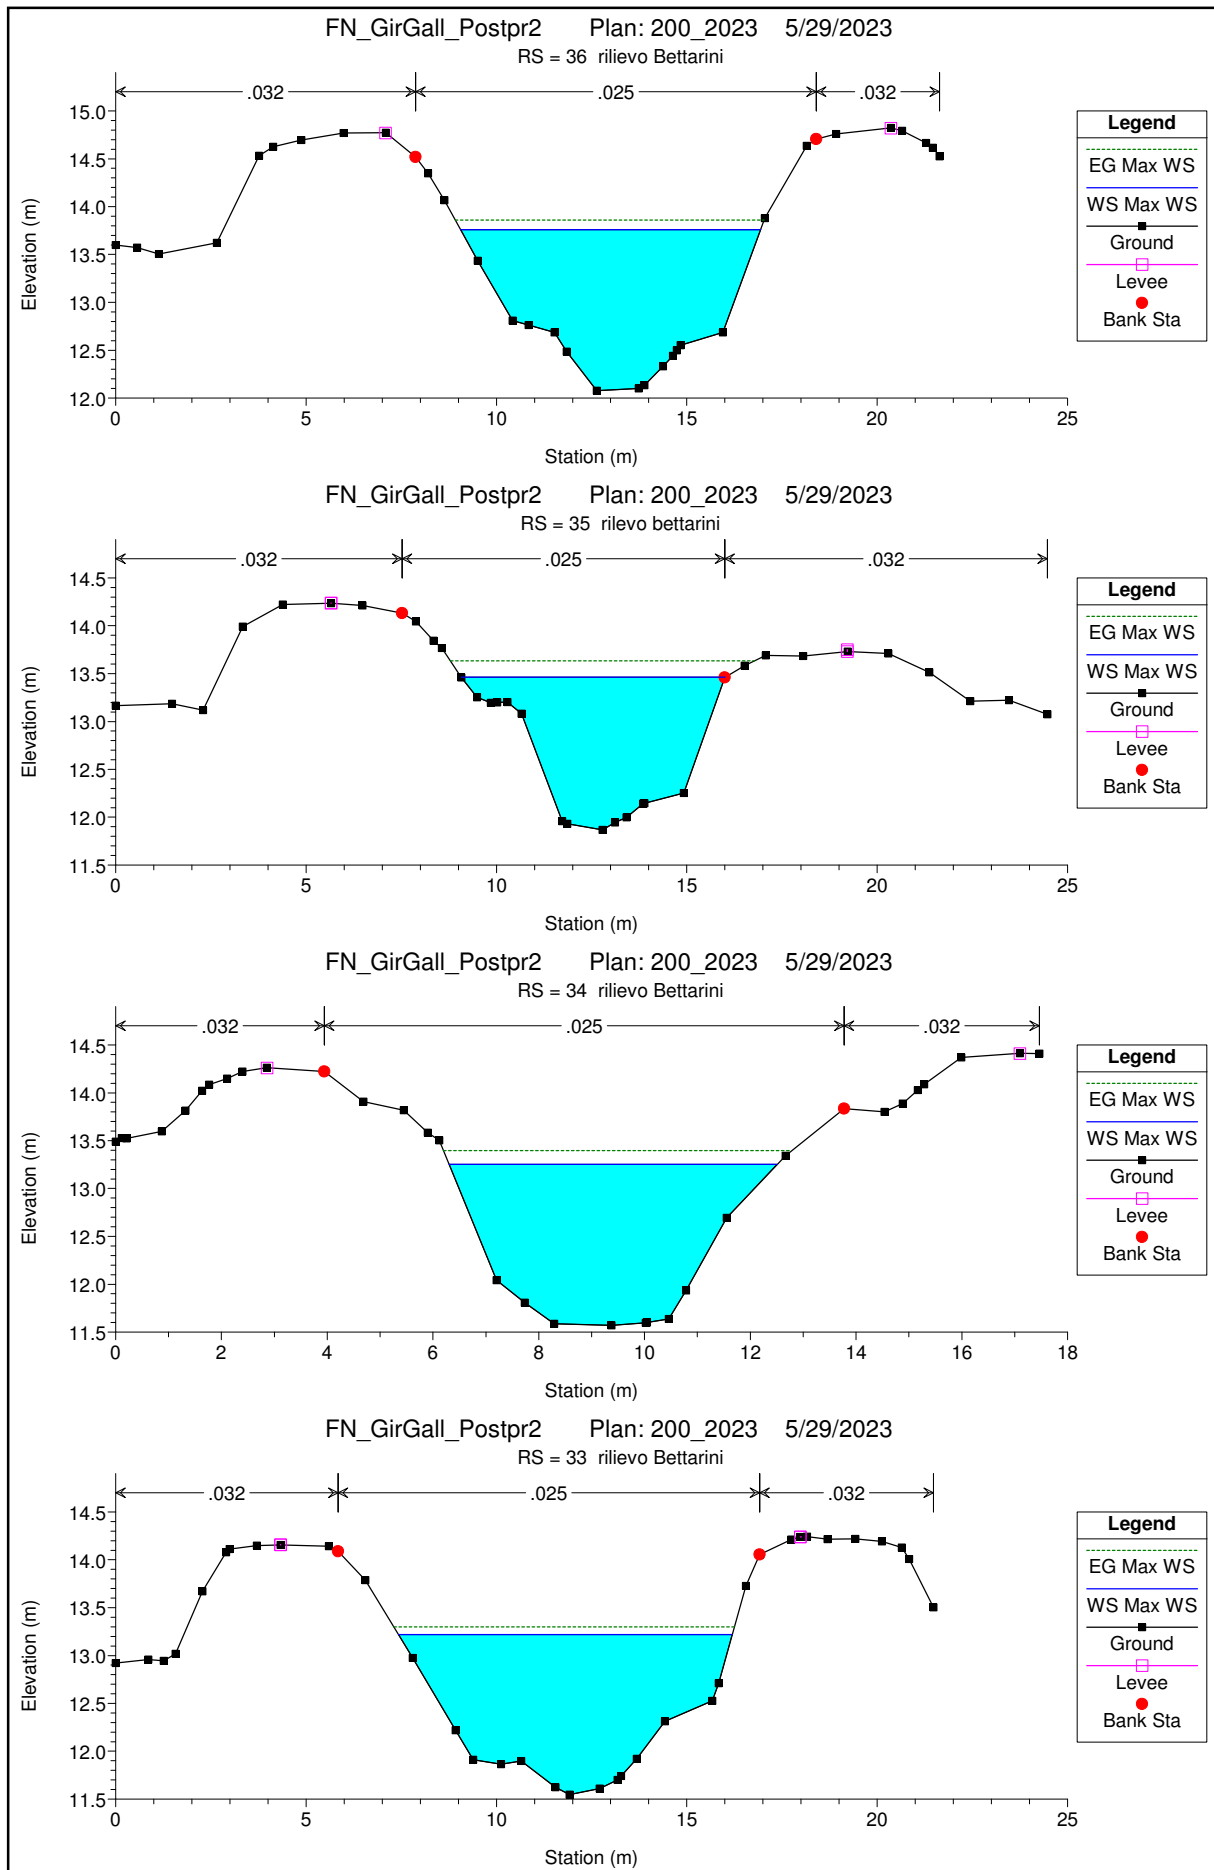 FN_GirGall_Postpr2 Plan: 200_2023 5/29/2023
RS = 36 rilievo Bettarini
.032 .025 .032
Elevation (m)
15.0
14.5
14.0
13.5
13.0
12.5
12.0
0 5 10 15 20 25
Station (m)
Legend
EG Max WS
WS Max WS
Ground
Levee
Bank Sta
FN_GirGall_Postpr2 Plan: 200_2023 5/29/2023
RS = 35 rilevo bettarini
.032 .025 .032
Elevation (m)
14.5
14.0
13.5
13.0
12.5
12.0
11.5
0 5 10 15 20 25
Station (m)
Legend
EG Max WS
WS Max WS
Ground
Levee
Bank Sta
FN_GirGall_Postpr2 Plan: 200_2023 5/29/2023
RS = 34 rilievo Bettarini
.032 .025 .032
Elevation (m)
14.5
14.0
13.5
13.0
12.5
12.0
11.5
0 2 4 6 8 10 12 14 16 18
Station (m)
Legend
EG Max WS
WS Max WS
Ground
Levee
Bank Sta
FN_GirGall_Postpr2 Plan: 200_2023 5/29/2023
RS = 33 rilievo Bettarini
.032 .025 .032
Elevation (m)
14.5
14.0
13.5
13.0
12.5
12.0
11.5
0 5 10 15 20 25
Station (m)
Legend
EG Max WS
WS Max WS
Ground
Levee
Bank Sta